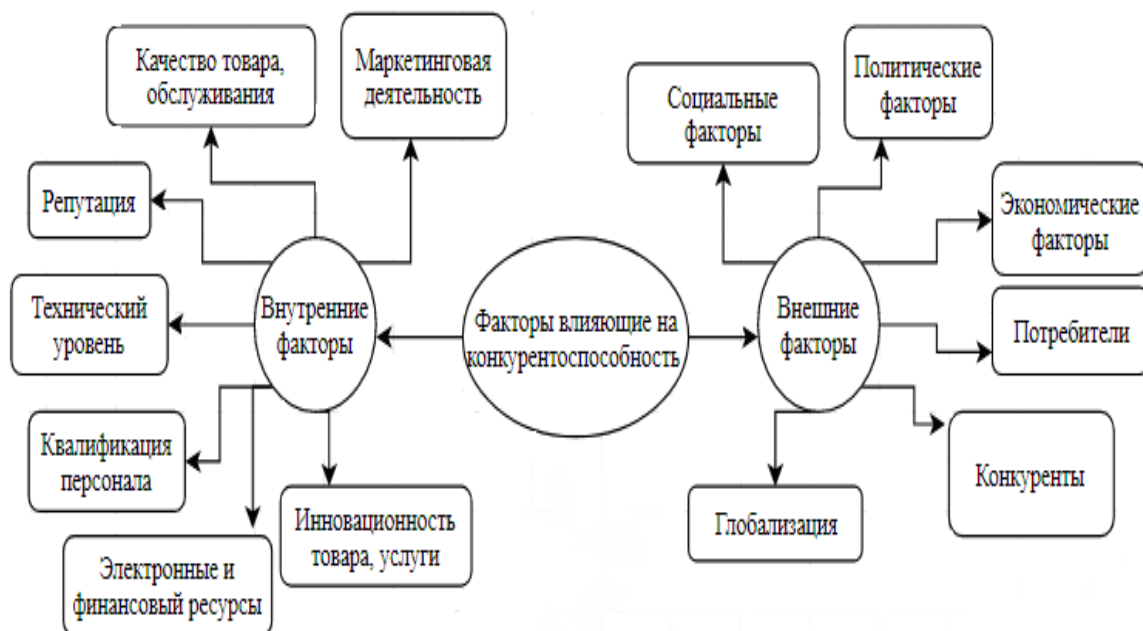 Качество товара,
обслуживания
Маркетинговая
деятельность
Социальные
факторы
Политические
факторы
Репутация
Экономические
факторы
Технический
уровень
Внутренние
факторы
Факторы влияющие на
конкурентоспособность
Внешние
факторы
Потребители
Квалификация
персонала
Конкуренты
Инновационность
товара, услуги
Глобализация
Электронные и
финансовый ресурсы